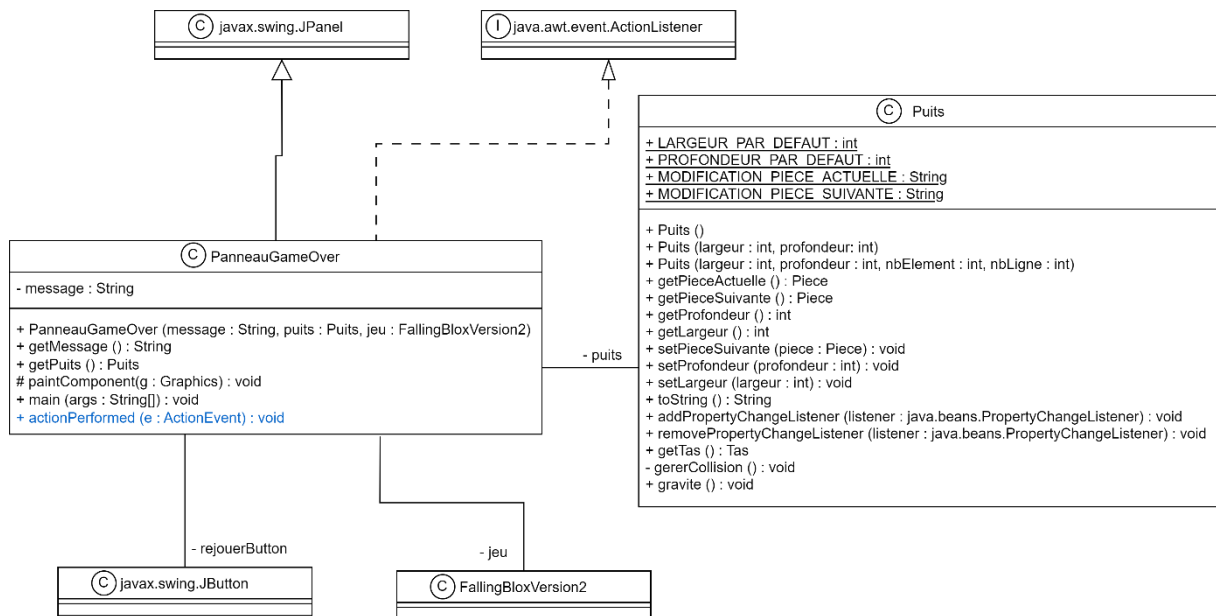 C javax.swing.JPanel
I java.awt.event.ActionListener
C Puits
+ LARGEUR_PAR_DEFAUT : int
+ PROFONDEUR_PAR_DEFAUT : int
+ MODIFICATION_PIECE_ACTUELLE : String
+ MODIFICATION_PIECE_SUIVANTE : String
+ Puits ()
+ Puits (largeur : int, profondeur: int)
+ Puits (largeur : int, profondeur : int, nbElement : int, nbLigne : int)
+ getPieceActuelle () : Piece
+ getPieceSuivante () : Piece
+ getProfondeur () : int
+ getLargeur () : int
+ setPieceSuivante (piece : Piece) : void
+ setProfondeur (profondeur : int) : void
+ setLargeur (largeur : int) : void
+ toString () : String
+ addPropertyChangeListener (listener : java.beans.PropertyChangeListener) : void
+ removePropertyChangeListener (listener : java.beans.PropertyChangeListener) : void
+ getTas () : Tas
- gererCollision () : void
+ gravite () : void
C PanneauGameOver
- message : String
+ PanneauGameOver (message : String, puits : Puits, jeu : FallingBloxVersion2)
+ getMessage () : String
+ getPuits () : Puits
# paintComponent(g : Graphics) : void
+ main (args : String[]) : void
+ actionPerformed (e : ActionEvent) : void
- puits
- rejouerButton
- jeu
C javax.swing.JButton
C FallingBloxVersion2